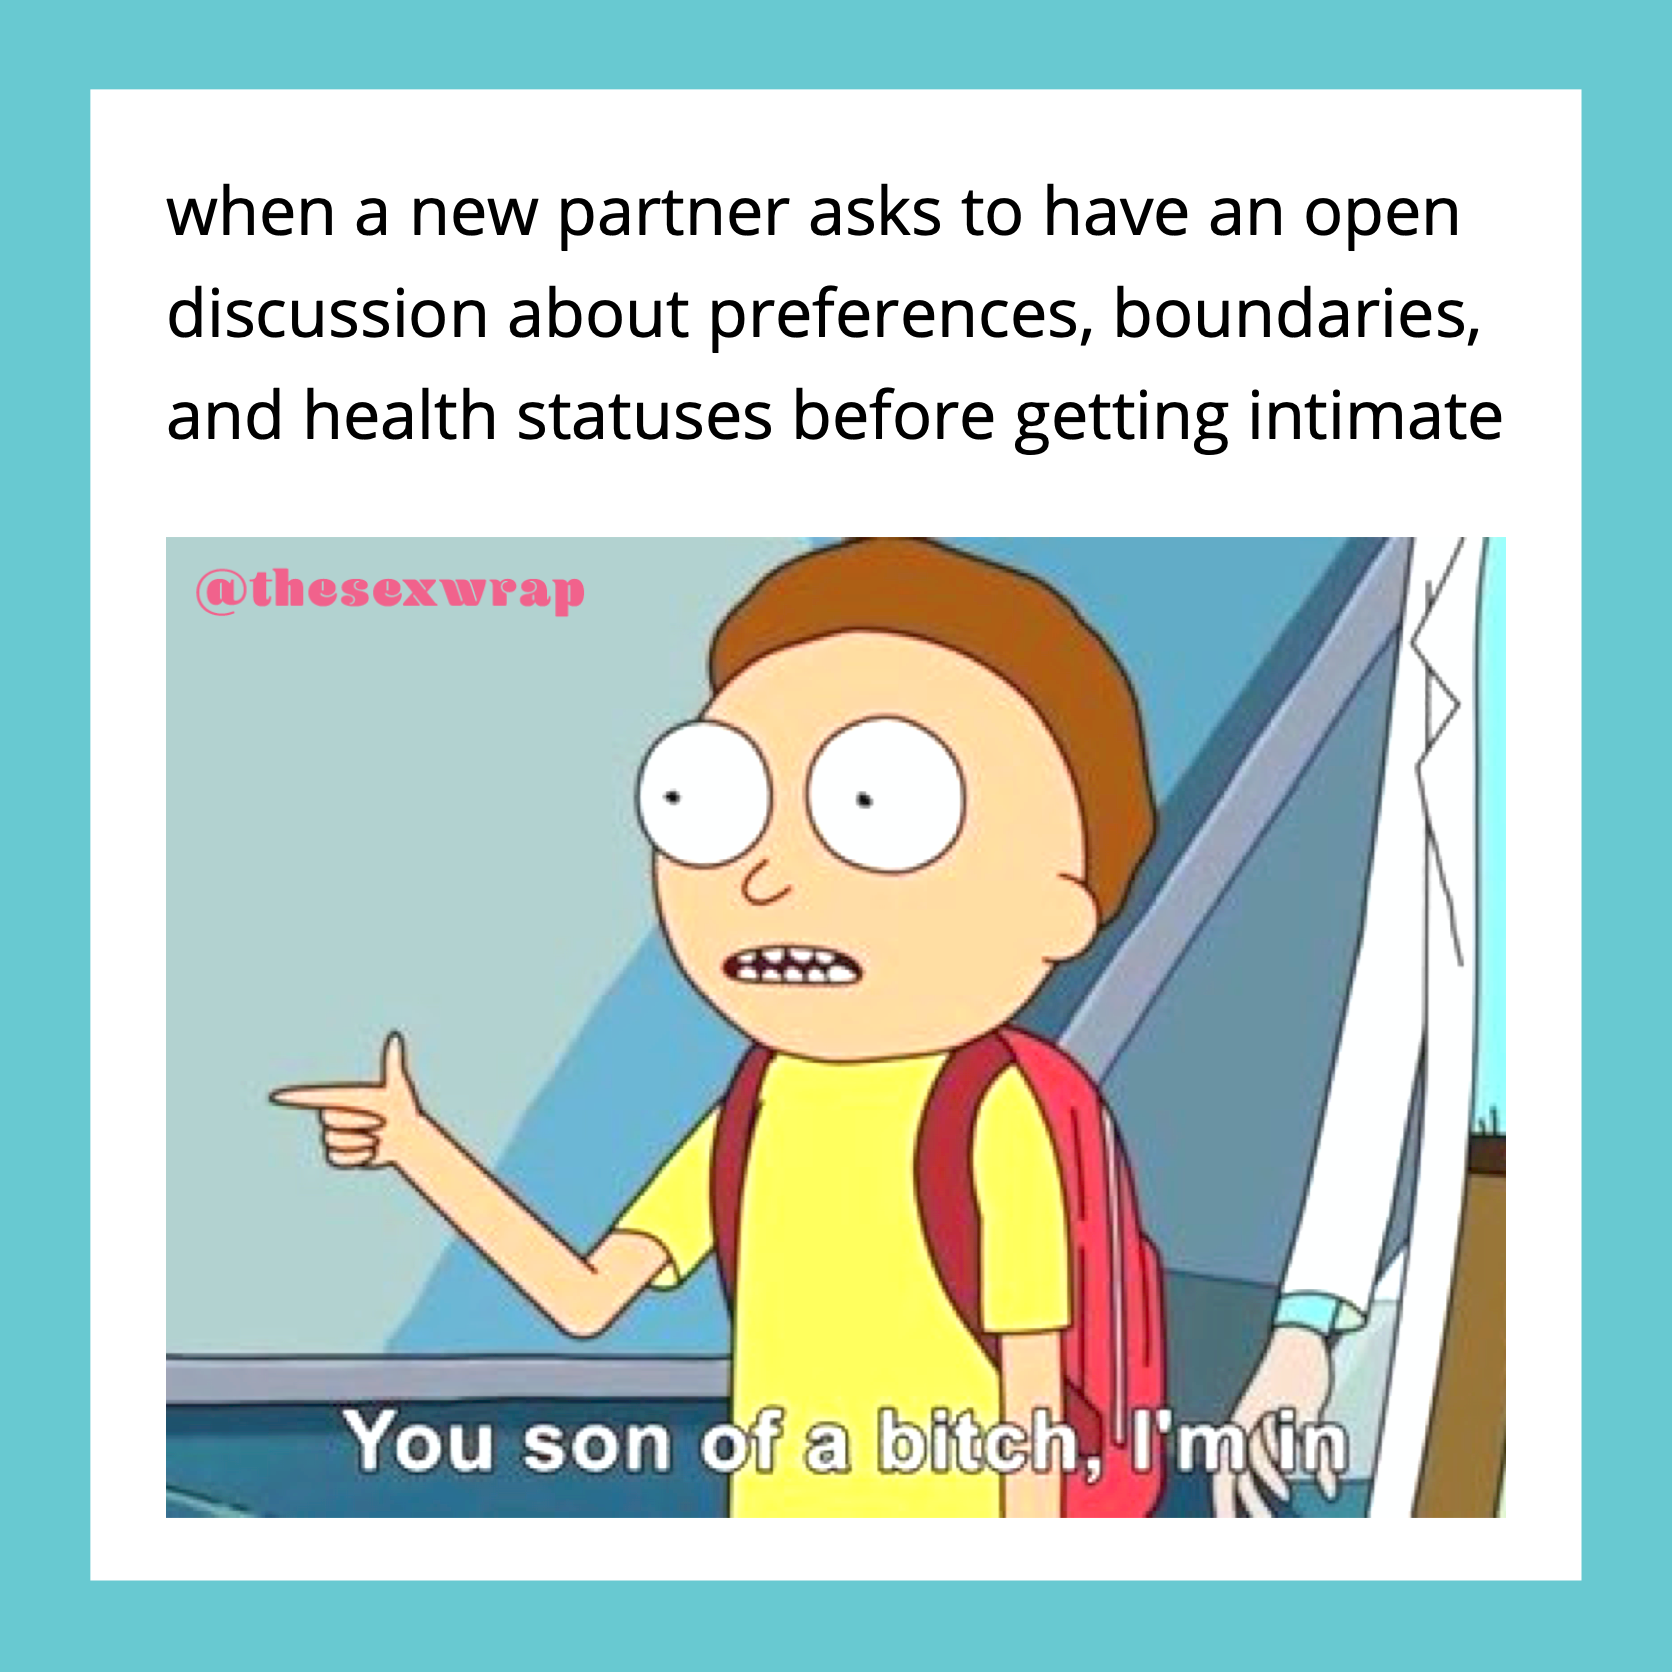 when a new partner asks to have an open
discussion about preferences, boundaries,
and health statuses before getting intimate
@thesexwrap
You son of a bitch, I'm in